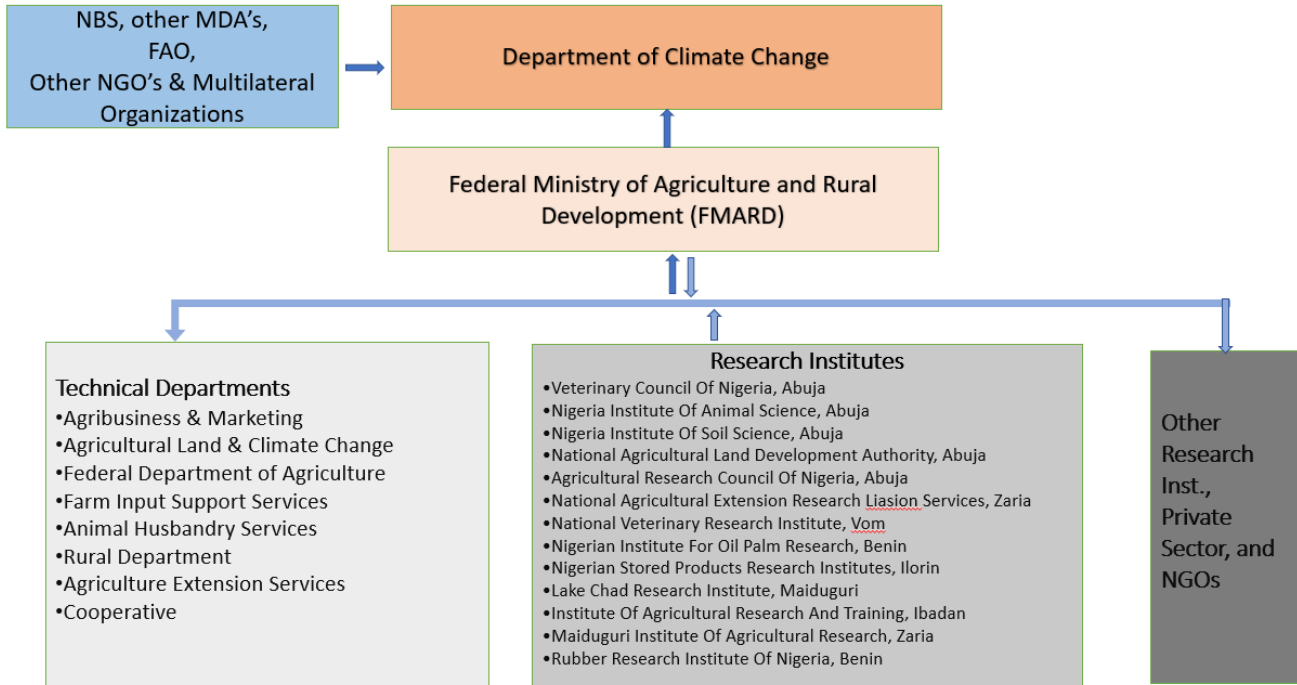 NBS, other MDA’s,
FAO,
Other NGO’s & Multilateral
Organizations
Department of Climate Change
Federal Ministry of Agriculture and Rural
Development (FMARD)
Technical Departments
•Agribusiness & Marketing
•Agricultural Land & Climate Change
•Federal Department of Agriculture
•Farm Input Support Services
•Animal Husbandry Services
•Rural Department
•Agriculture Extension Services
•Cooperative
Research Institutes
•Veterinary Council Of Nigeria, Abuja
•Nigeria Institute Of Animal Science, Abuja
•Nigeria Institute Of Soil Science, Abuja
•National Agricultural Land Development Authority, Abuja
•Agricultural Research Council Of Nigeria, Abuja
•National Agricultural Extension Research Liasion Services, Zaria
•National Veterinary Research Institute, Vom
•Nigerian Institute For Oil Palm Research, Benin
•Nigerian Stored Products Research Institutes, Ilorin
•Lake Chad Research Institute, Maiduguri
•Institute Of Agricultural Research And Training, Ibadan
•Maiduguri Institute Of Agricultural Research, Zaria
•Rubber Research Institute Of Nigeria, Benin
Other
Research
Inst.,
Private
Sector, and
NGOs